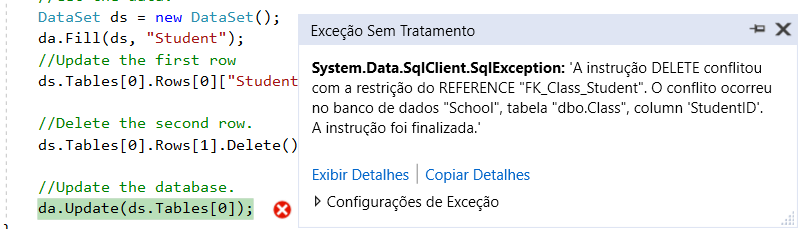 //Get the data.
DataSet ds = new DataSet();
da.Fill(ds, "Student");
//Update the first row
ds.Tables[0].Rows[0]["Student
//Delete the second row.
ds.Tables[0].Rows[1].Delete()
//Update the database.
da.Update(ds.Tables[0]);
}
Exceção Sem Tratamento
System.Data.SqlClient.SqlException: 'A instrução DELETE conflitou
com a restrição do REFERENCE "FK_Class_Student". O conflito ocorreu
no banco de dados "School", tabela "dbo.Class", column 'StudentID'.
A instrução foi finalizada.'
Exibir Detalhes | Copiar Detalhes
Configurações de Exceção